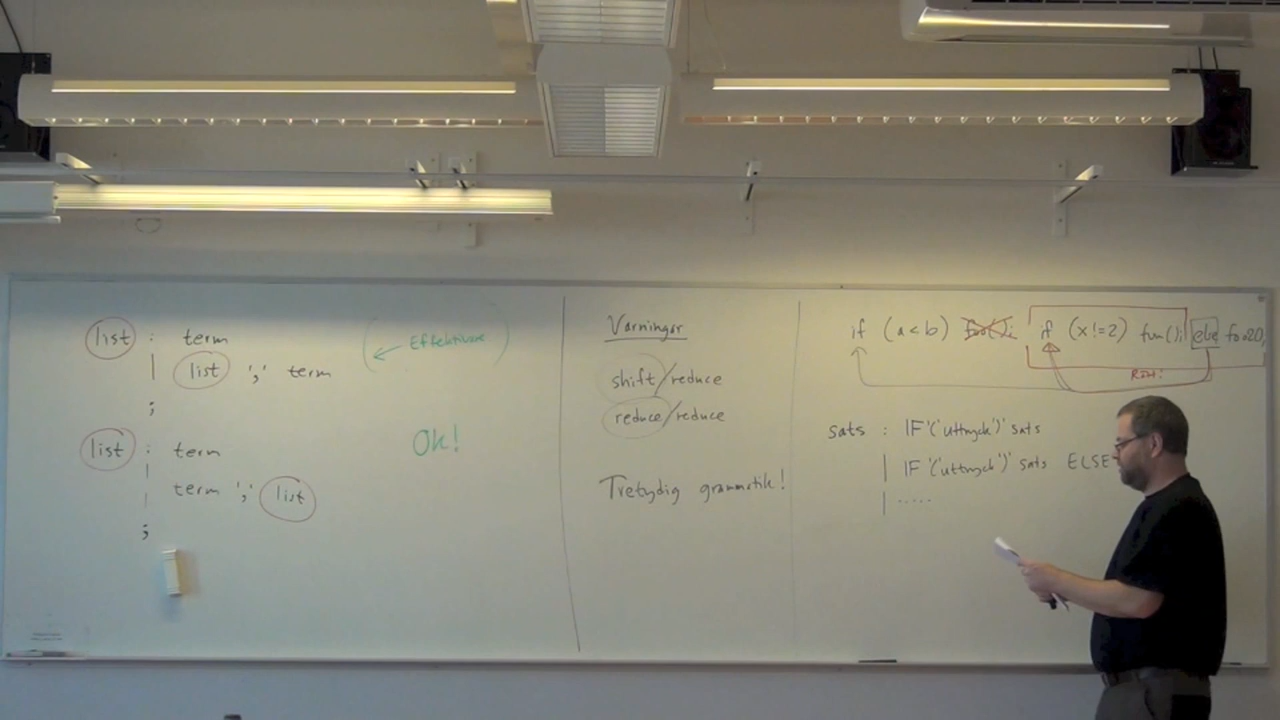 list : term
| list ';' term
;
← Effektivare
list : term
|
| term ';' list
;
Ok!
Varningar
shift/reduce
reduce/reduce
Tvetydig grammatik!
if (a<b) foo(); if (x!=2) fun(); else
Rätt!
sats : IF '(' uttryck ')' sats
| IF '(' uttryck ')' sats ELSE
| .....